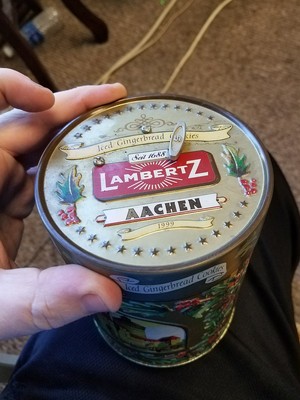 Iced Gingerbread Cookies
Seit 1688
LAMBERTZ
AACHEN
1999
Iced Gingerbread Cookies